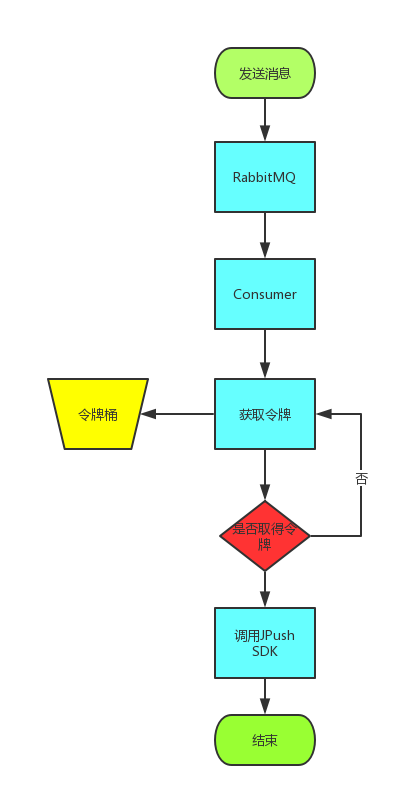 发送消息
RabbitMQ
Consumer
令牌桶
获取令牌
否
是否取得令
牌
调用JPush
SDK
结束